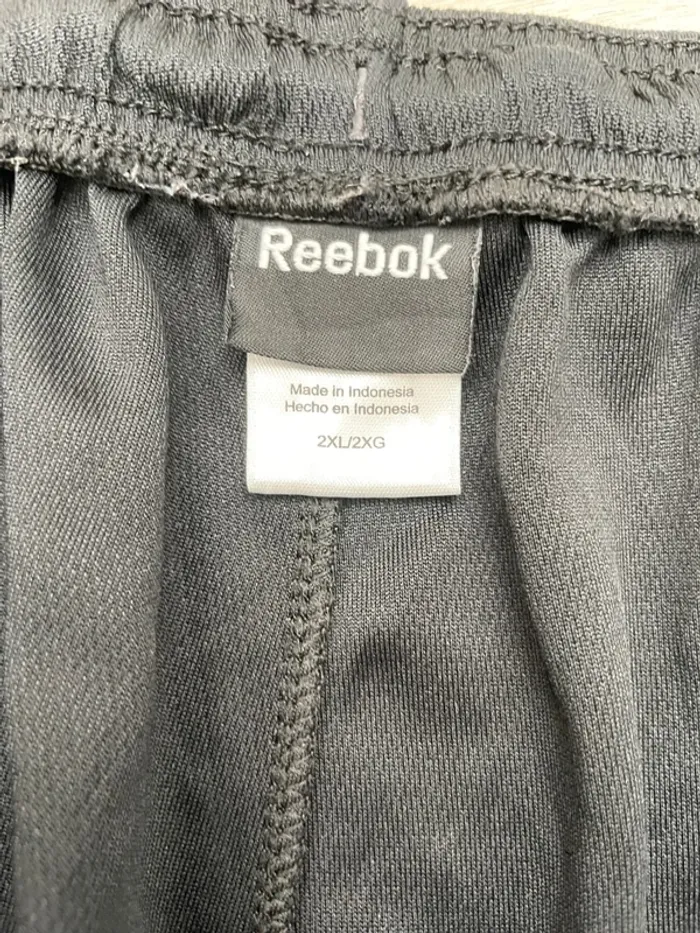 Reebok
Made in Indonesia
Hecho en Indonesia
2XL/2XG